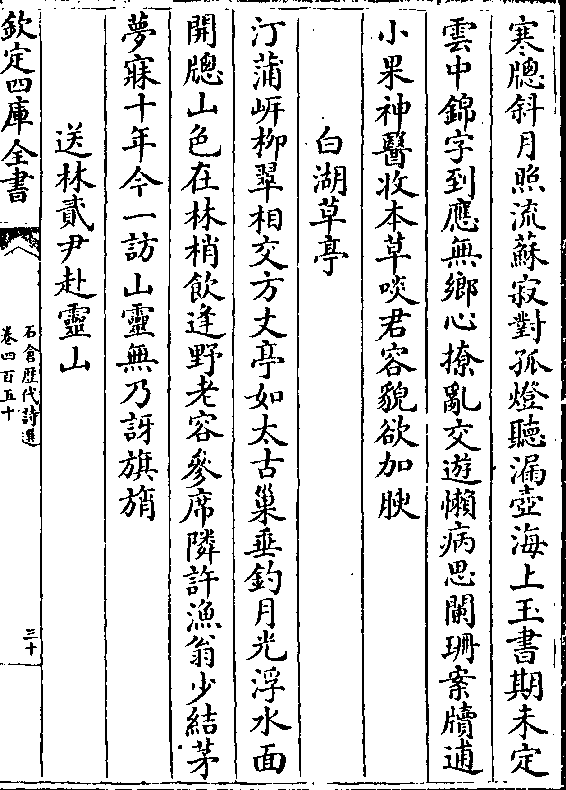 寒牕斜月照流蘇寂對孤燈聽漏壺海上玉書期未定
雲中錦字到應無鄉心撩亂交遊懶病思闌珊案牘逋
小果神醫收本草啖君容貌欲加腴
白湖草亭
汀蒲岸柳翠相交方丈亭如太古巢垂釣月光浮水面
開牕山色在林梢飲逢野老容參席隣許漁翁少結茅
夢寐十年今一訪山靈無乃訝旗旓
送林貳尹赴靈山
欽定四庫全書
石倉歴代詩選
卷四百五十
三十